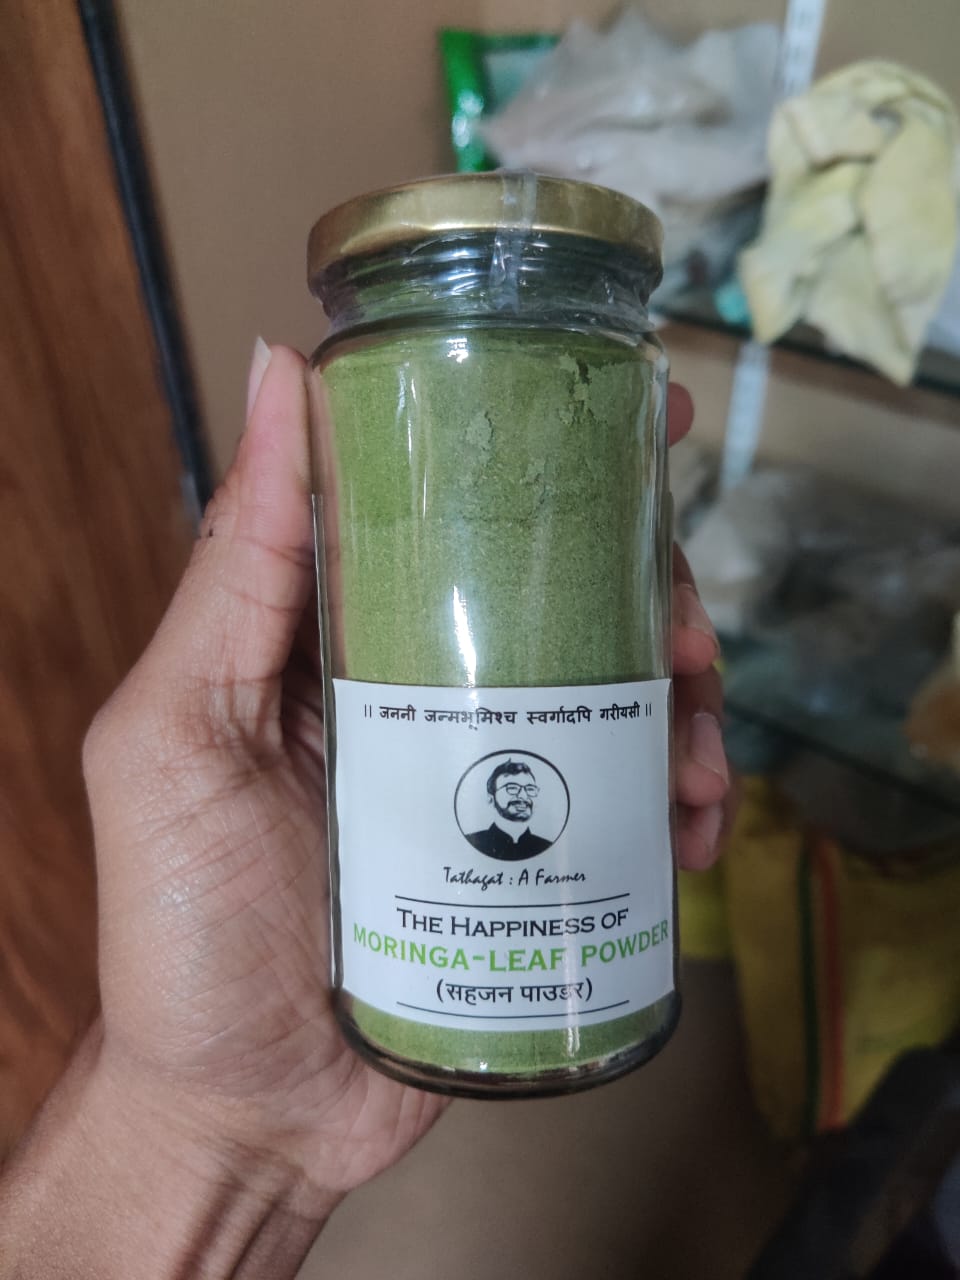 ।। जननी जन्मभूमिश्च स्वर्गादपि गरीयसी ।।
Tathagat : A Farmer
THE HAPPINESS OF
MORINGA-LEAF POWDER
(सहजन पाउडर)